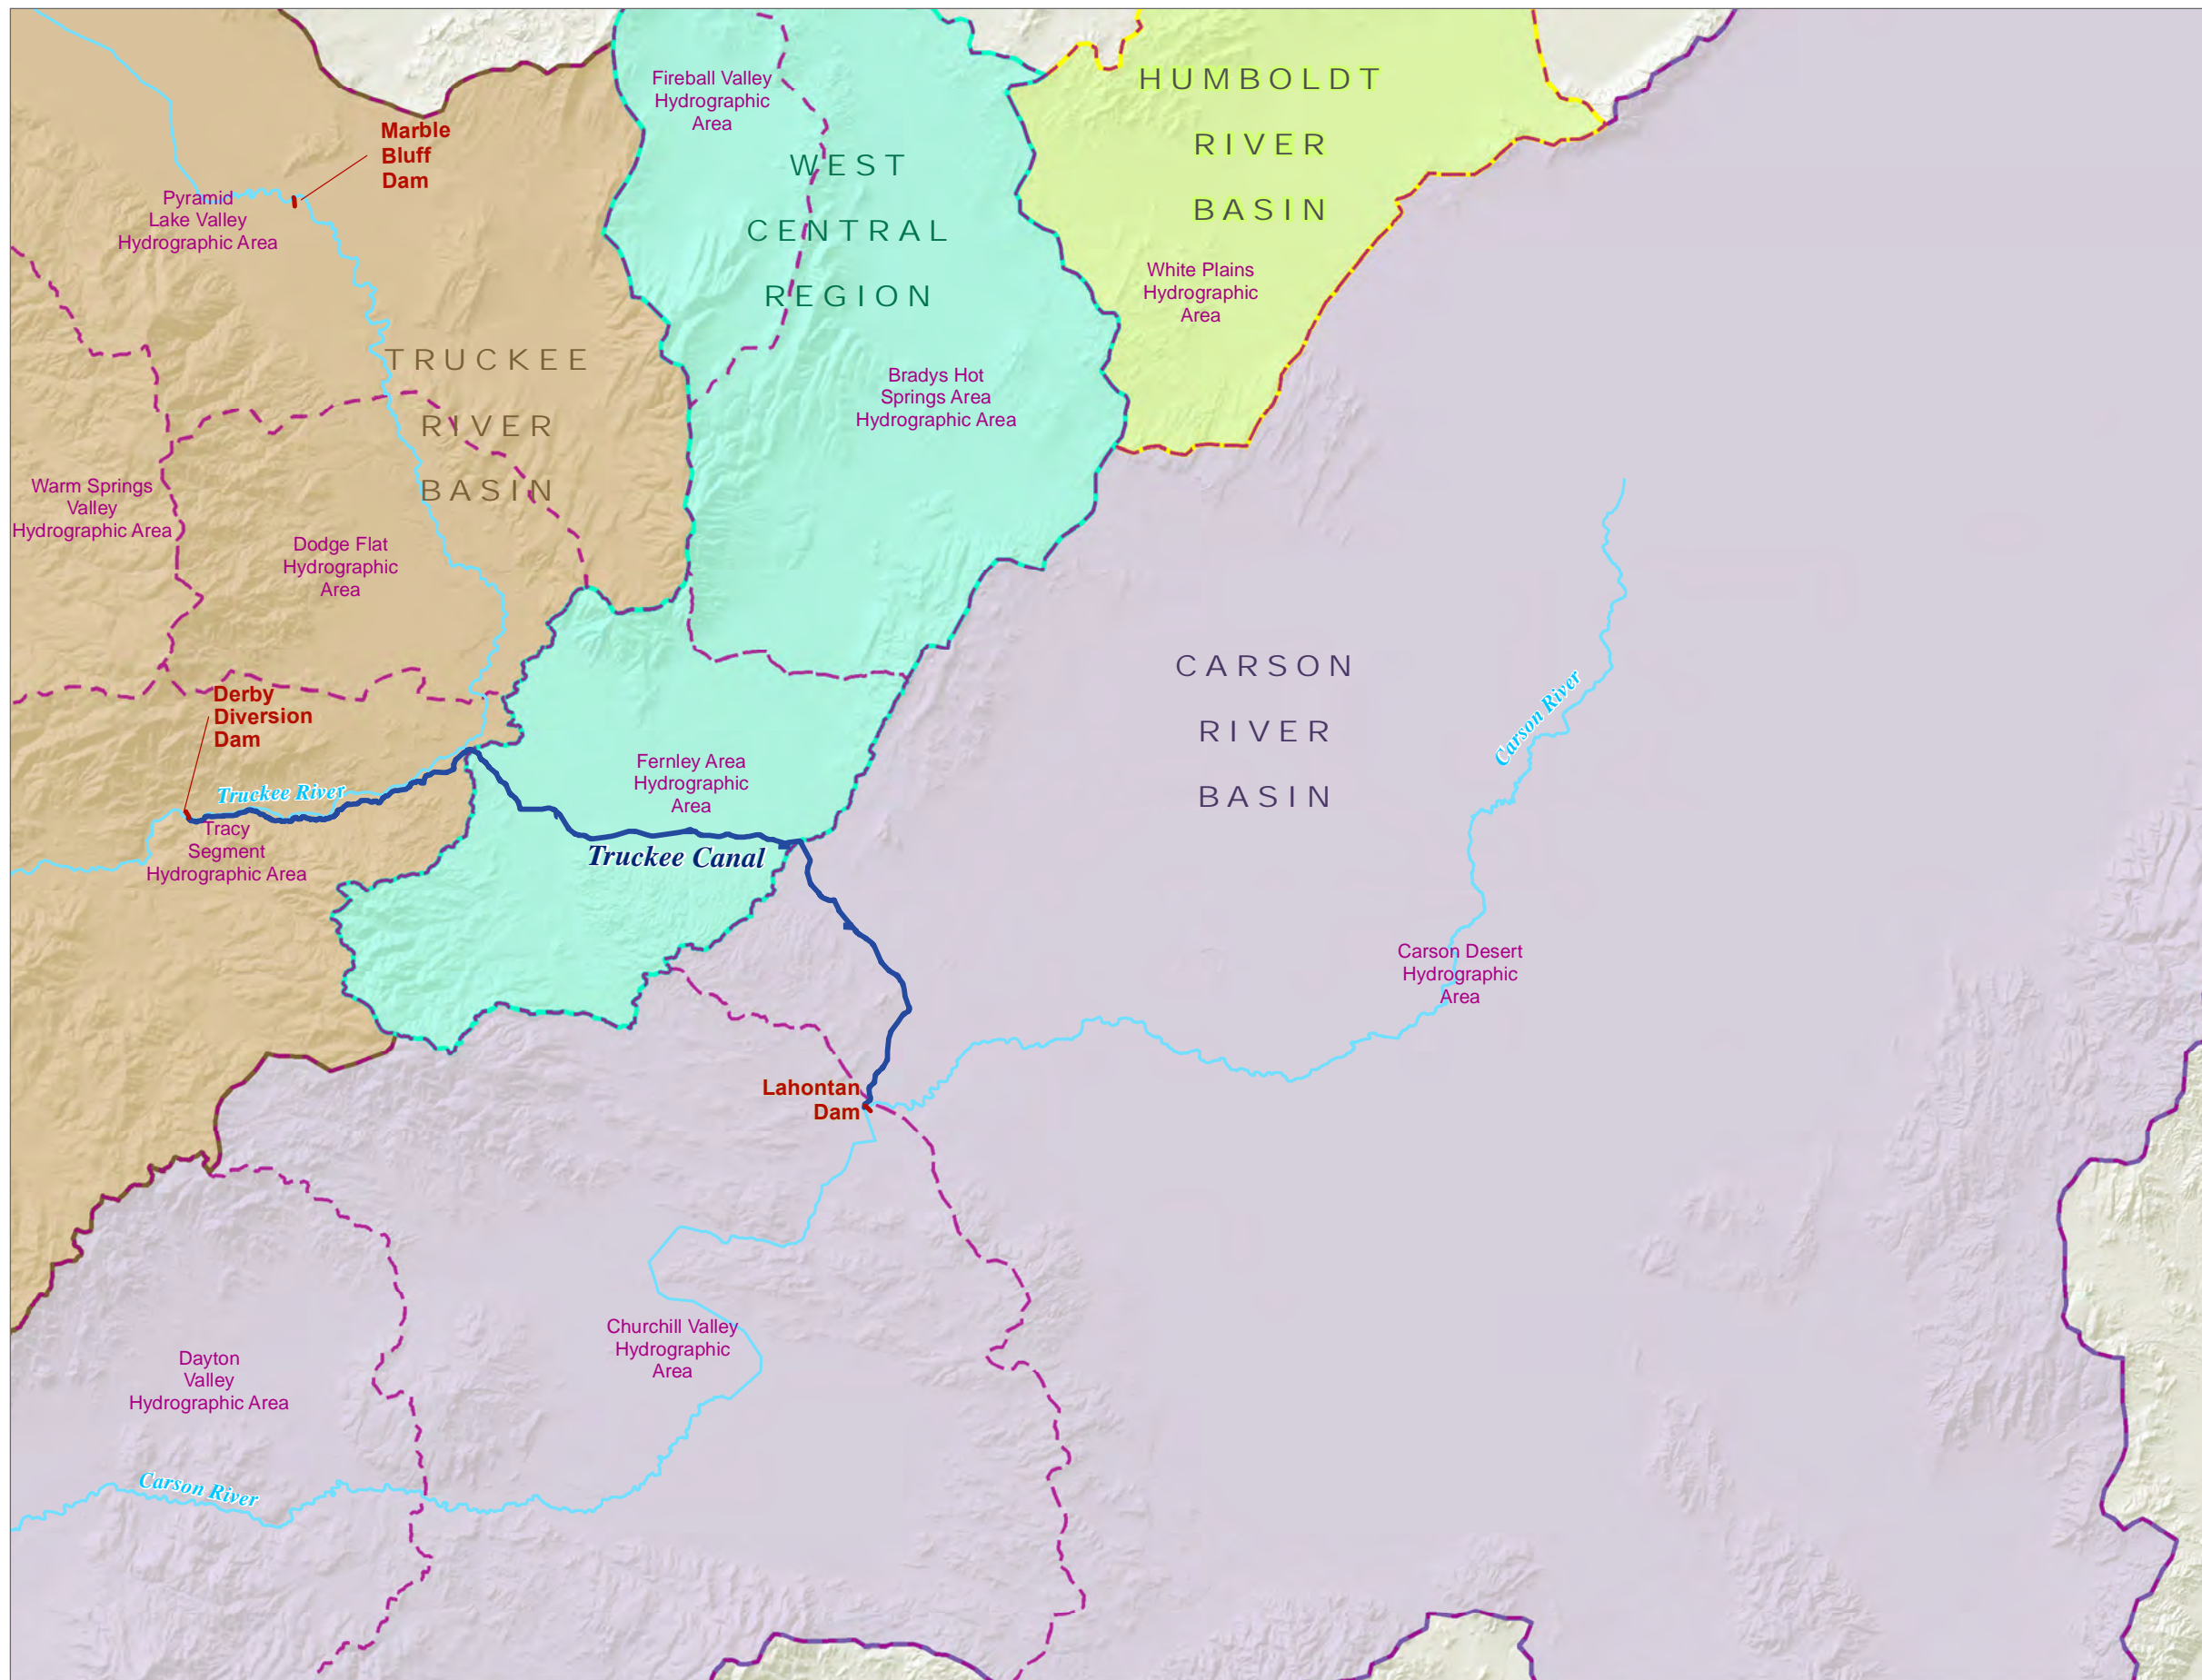 Fireball Valley
Hydrographic
Area
HUMBOLDT
RIVER
BASIN
Marble
Bluff
Dam
WEST
CENTRAL
REGION
Pyramid
Lake Valley
Hydrographic Area
White Plains
Hydrographic
Area
TRUCKEE
RIVER
BASIN
Bradys Hot
Springs Area
Hydrographic Area
Warm Springs
Valley
Hydrographic Area
Dodge Flat
Hydrographic
Area
CARSON
RIVER
BASIN
Carson River
Derby
Diversion
Dam
Fernley Area
Hydrographic
Area
Truckee River
Tracy
Segment
Hydrographic Area
Truckee Canal
Carson Desert
Hydrographic
Area
Lahontan
Dam
Churchill Valley
Hydrographic
Area
Dayton
Valley
Hydrographic Area
Carson River